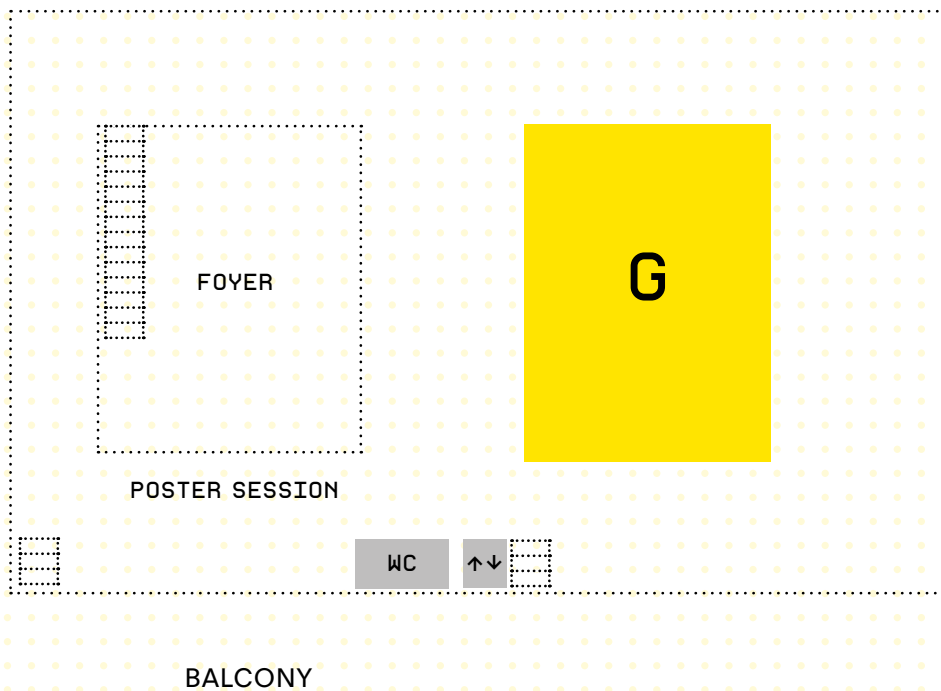 FOYER
G
POSTER SESSION
WC
↑↓
BALCONY